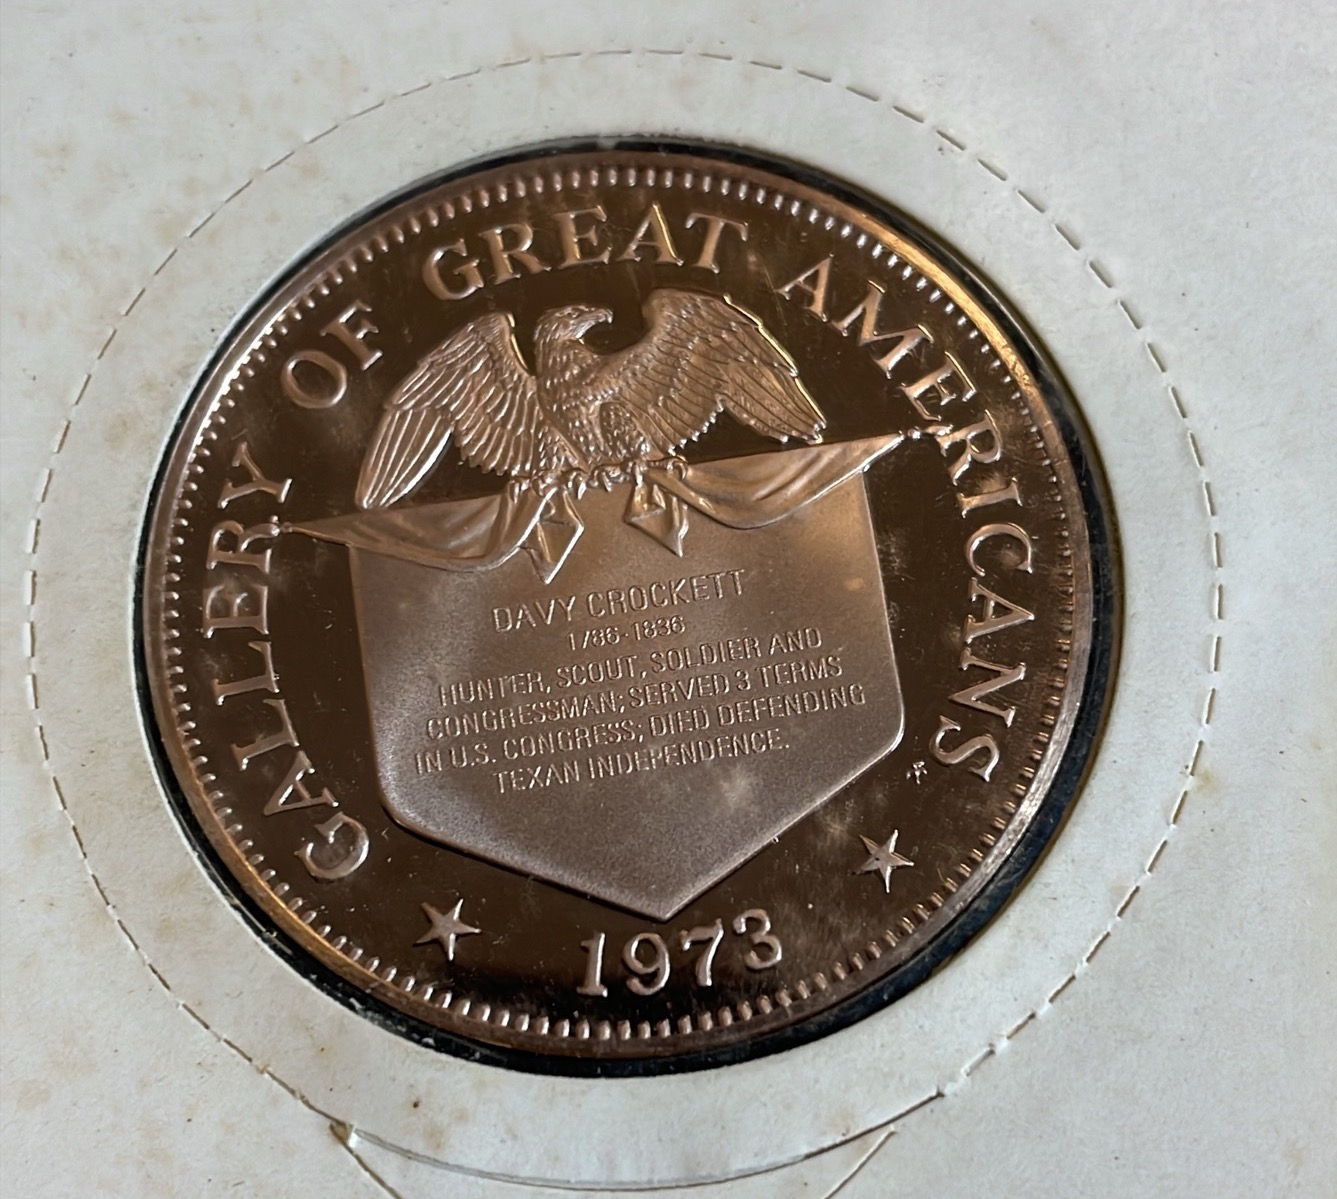 GALLERY OF GREAT AMERICANS
DAVY CROCKETT
1786-1836
HUNTER, SCOUT, SOLDIER AND
CONGRESSMAN; SERVED 3 TERMS
IN U.S. CONGRESS; DIED DEFENDING
TEXAN INDEPENDENCE.
1973